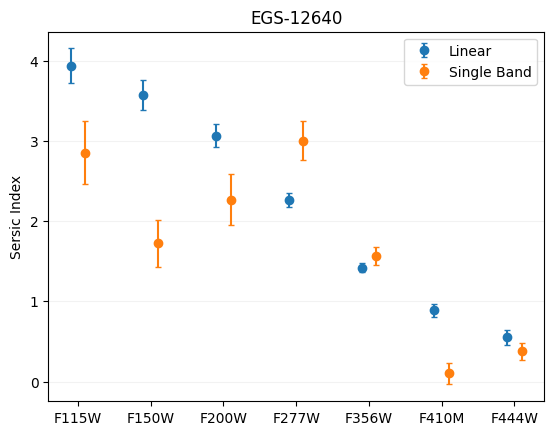 EGS-12640
Linear
Single Band
Sersic Index
4
3
2
1
0
F115W F150W F200W F277W F356W F410M F444W